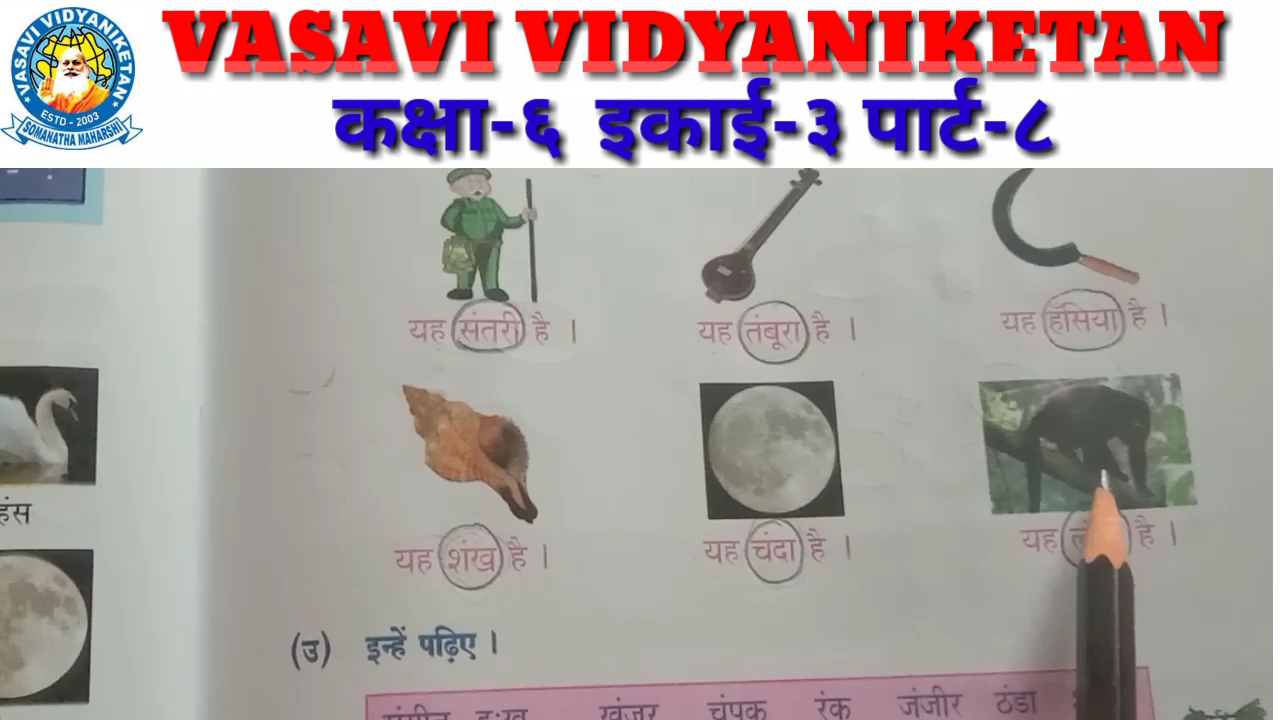 VASAVI VIDYANIKETAN
VASAVI VIDYANIKETAN
ESTD - 2003
SOMANATHA MAHARSHI
कक्षा-६ इकाई-३ पार्ट-८
यह संतरी है ।
यह तंबूरा है ।
यह हँसिया है ।
हंस
यह शंख है ।
यह चंदा है ।
यह है ।
(उ) इन्हें पढ़िए ।
खंजर चंपक रंक जंजीर ठंडा